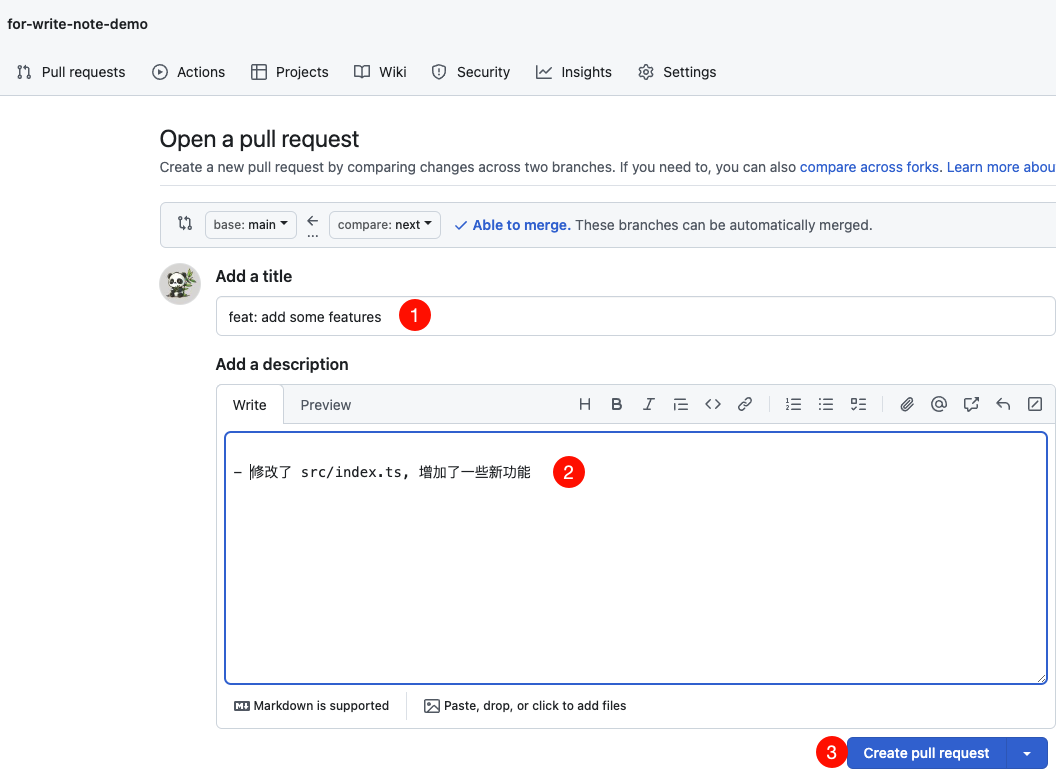 for-write-note-demo
Pull requests Actions Projects Wiki Security Insights Settings
Open a pull request
Create a new pull request by comparing changes across two branches. If you need to, you can also compare across forks. Learn more abou
base: main compare: next Able to merge. These branches can be automatically merged.
Add a title
feat: add some features 1
Add a description
Write Preview
- 修改了 src/index.ts, 增加了一些新功能 2
Markdown is supported Paste, drop, or click to add files
3 Create pull request